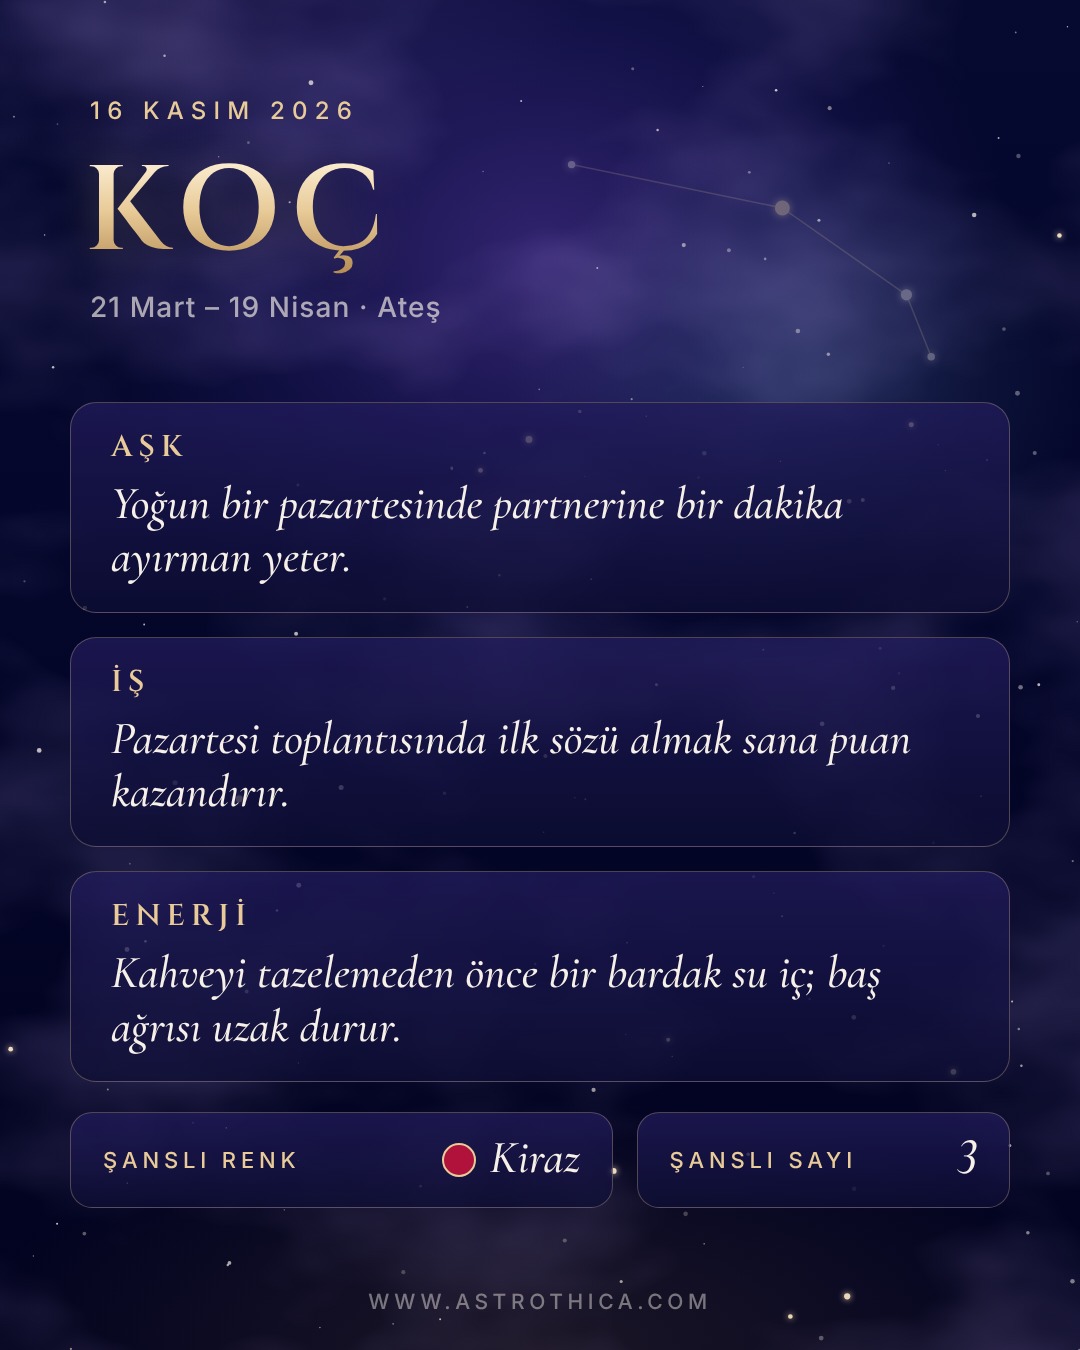 16 KASIM 2026
KOÇ
21 Mart – 19 Nisan · Ateş
AŞK
Yoğun bir pazartesinde partnerine bir dakika
ayırman yeter.
İŞ
Pazartesi toplantısında ilk sözü almak sana puan
kazandırır.
ENERJİ
Kahveyi tazelemeden önce bir bardak su iç; baş
ağrısı uzak durur.
ŞANSLI RENK
Kiraz
ŞANSLI SAYI
3
WWW.ASTROTHICA.COM